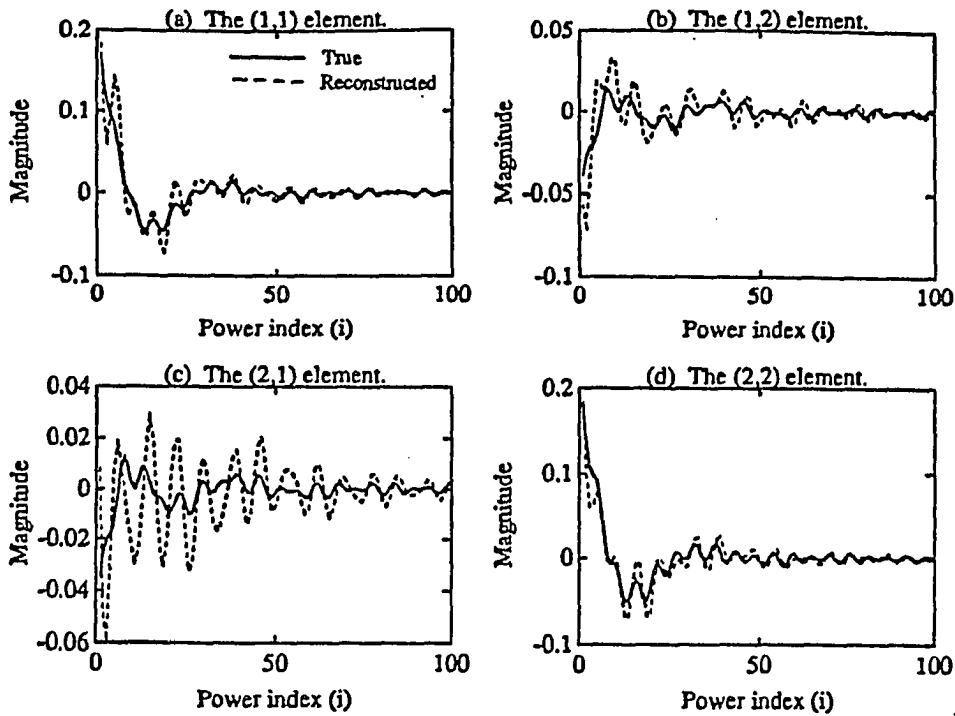 (a) The (1,1) element.
0.2
0.1
0
-0.1
Magnitude
True
Reconstructed
0
50
100
Power index (i)
(b) The (1,2) element.
0.05
0
-0.05
-0.1
Magnitude
0
50
100
Power index (i)
(c) The (2,1) element.
0.04
0.02
0
-0.02
-0.04
-0.06
Magnitude
0
50
100
Power index (i)
(d) The (2,2) element.
0.2
0.1
0
-0.1
Magnitude
0
50
100
Power index (i)